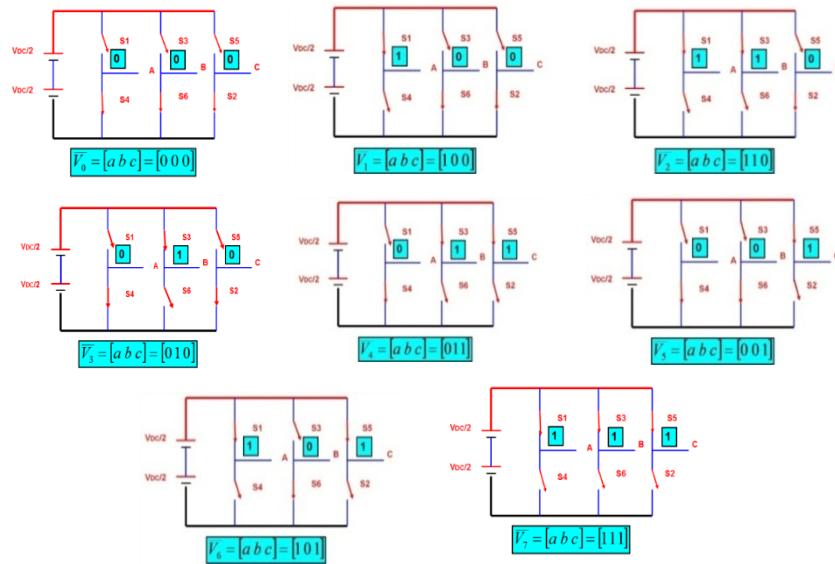 S1 S3 S5
VDC/2 0 0 0
A B C
VDC/2 S4 S6 S2
V0 = [a b c] = [0 0 0]
S1 S3 S5
VDC/2 1 0 0
A B C
VDC/2 S4 S6 S2
V1 = [a b c] = [1 0 0]
S1 S3 S5
VDC/2 1 1 0
A B C
VDC/2 S4 S6 S2
V2 = [a b c] = [1 1 0]
S1 S3 S5
VDC/2 0 1 0
A B C
VDC/2 S4 S6 S2
V3 = [a b c] = [0 1 0]
S1 S3 S5
VDC/2 0 1 1
A B C
VDC/2 S4 S6 S2
V4 = [a b c] = [0 1 1]
S1 S3 S5
VDC/2 0 0 1
A B C
VDC/2 S4 S6 S2
V5 = [a b c] = [0 0 1]
S1 S3 S5
VDC/2 1 0 1
A B C
VDC/2 S4 S6 S2
V6 = [a b c] = [1 0 1]
S1 S3 S5
VDC/2 1 1 1
A B C
VDC/2 S4 S6 S2
V7 = [a b c] = [1 1 1]